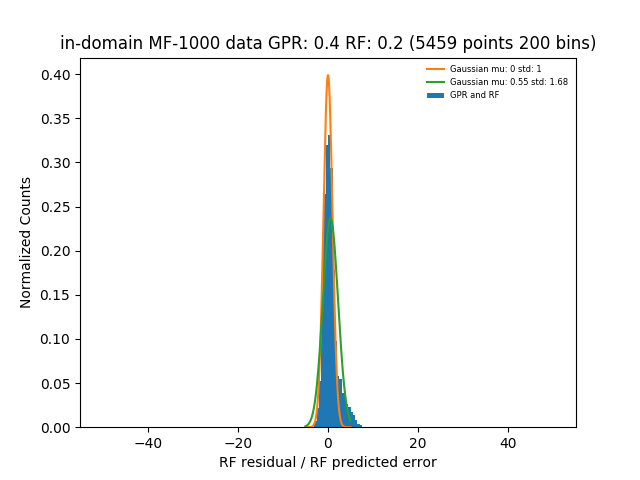 in-domain MF-1000 data GPR: 0.4 RF: 0.2 (5459 points 200 bins)
Gaussian mu: 0 std: 1
Gaussian mu: 0.55 std: 1.68
GPR and RF
Normalized Counts
0.40
0.35
0.30
0.25
0.20
0.15
0.10
0.05
0.00
−40
−20
0
20
40
RF residual / RF predicted error